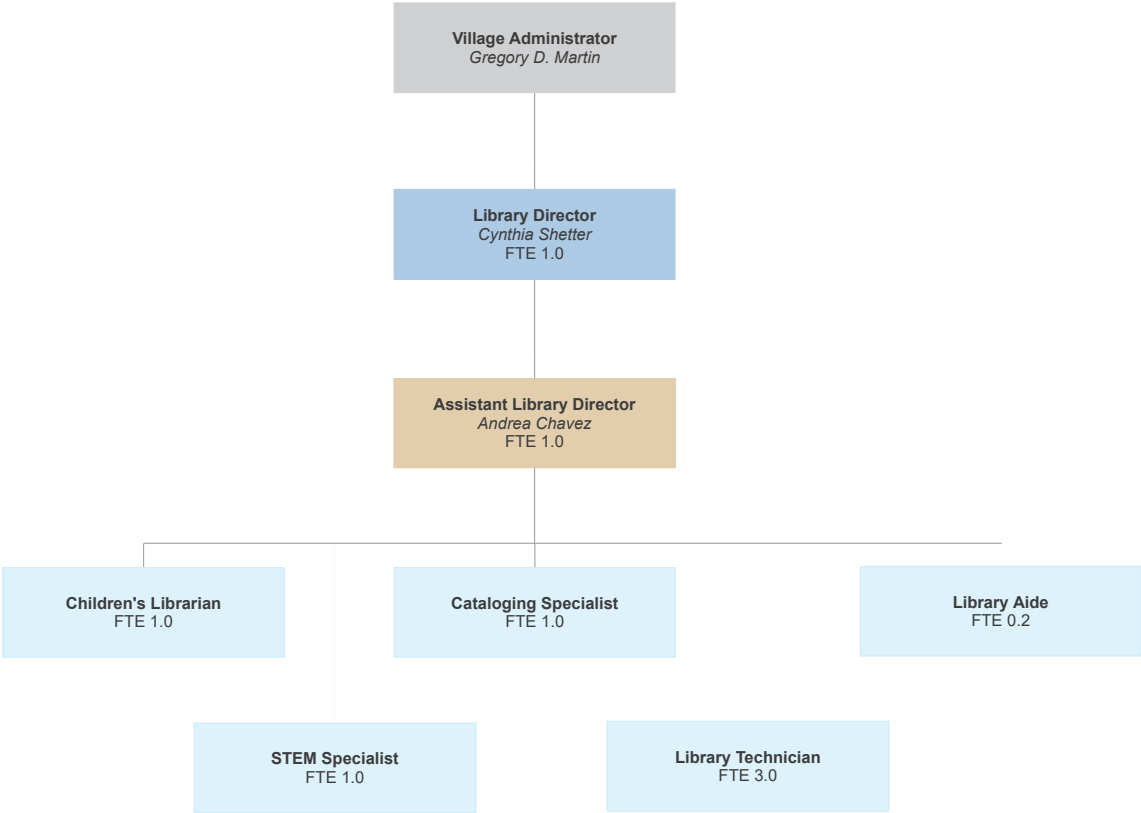 Village Administrator
Gregory D. Martin
Library Director
Cynthia Shetter
FTE 1.0
Assistant Library Director
Andrea Chavez
FTE 1.0
Children's Librarian
FTE 1.0
Cataloging Specialist
FTE 1.0
Library Aide
FTE 0.2
STEM Specialist
FTE 1.0
Library Technician
FTE 3.0